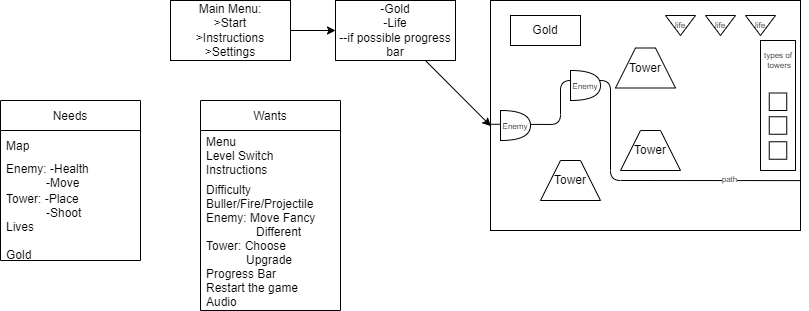 Main Menu:
>Start
>Instructions
>Settings
-Gold
-Life
--if possible progress
bar
Gold
life
life
life
types of
towers
Tower
Enemy
Enemy
Tower
Tower
path
Needs
Map
Enemy: -Health
-Move
Tower: -Place
-Shoot
Lives
Gold
Wants
Menu
Level Switch
Instructions
Difficulty
Buller/Fire/Projectile
Enemy: Move Fancy
Different
Tower: Choose
Upgrade
Progress Bar
Restart the game
Audio